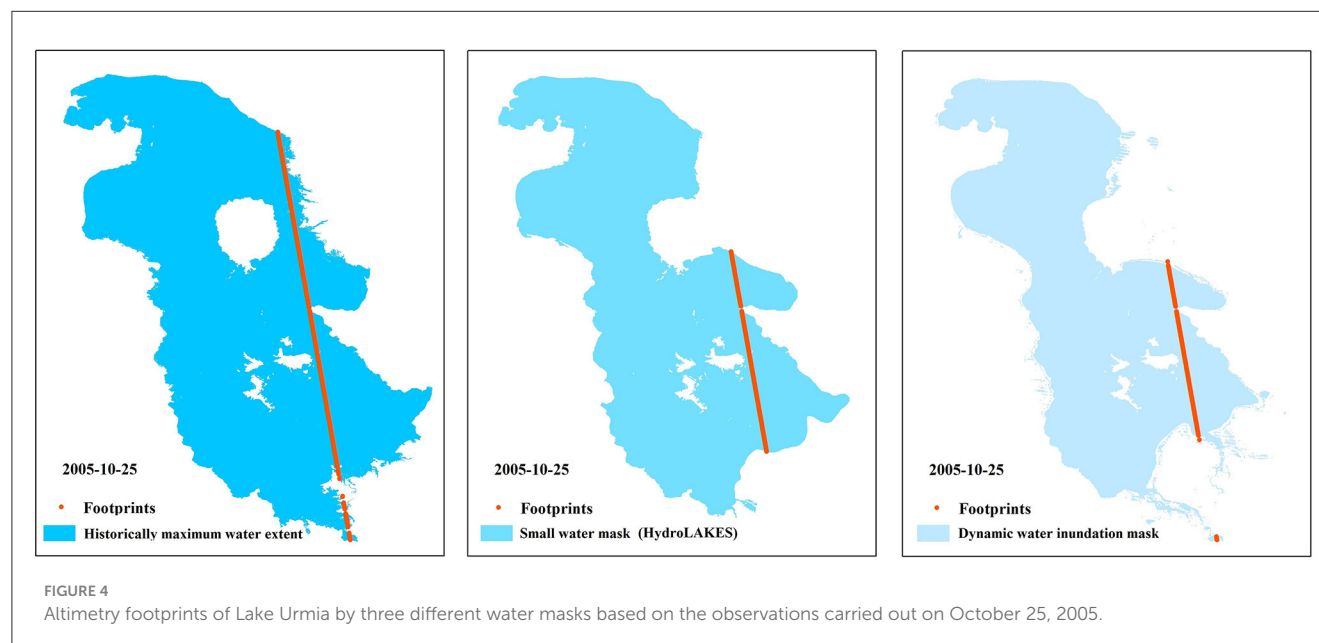 2005-10-25
Footprints
Historically maximum water extent
2005-10-25
Footprints
Small water mask (HydroLAKES)
2005-10-25
Footprints
Dynamic water inundation mask
FIGURE 4
Altimetry footprints of Lake Urmia by three different water masks based on the observations carried out on October 25, 2005.